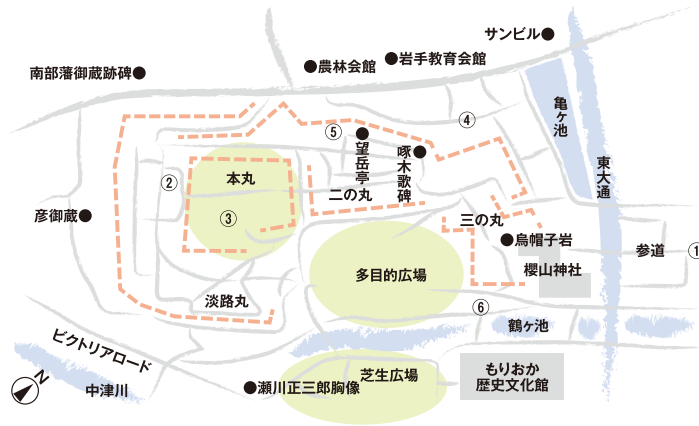 サンビル
岩手教育会館
農林会館
南部藩御蔵跡碑
亀ヶ池
④
⑤
望岳亭
啄木歌碑
東大通
②
本丸
二の丸
③
三の丸
彦御蔵
烏帽子岩
参道
①
櫻山神社
多目的広場
淡路丸
⑥
鶴ヶ池
ビクトリアロード
もりおか
歴史文化館
芝生広場
瀬川正三郎胸像
中津川
N